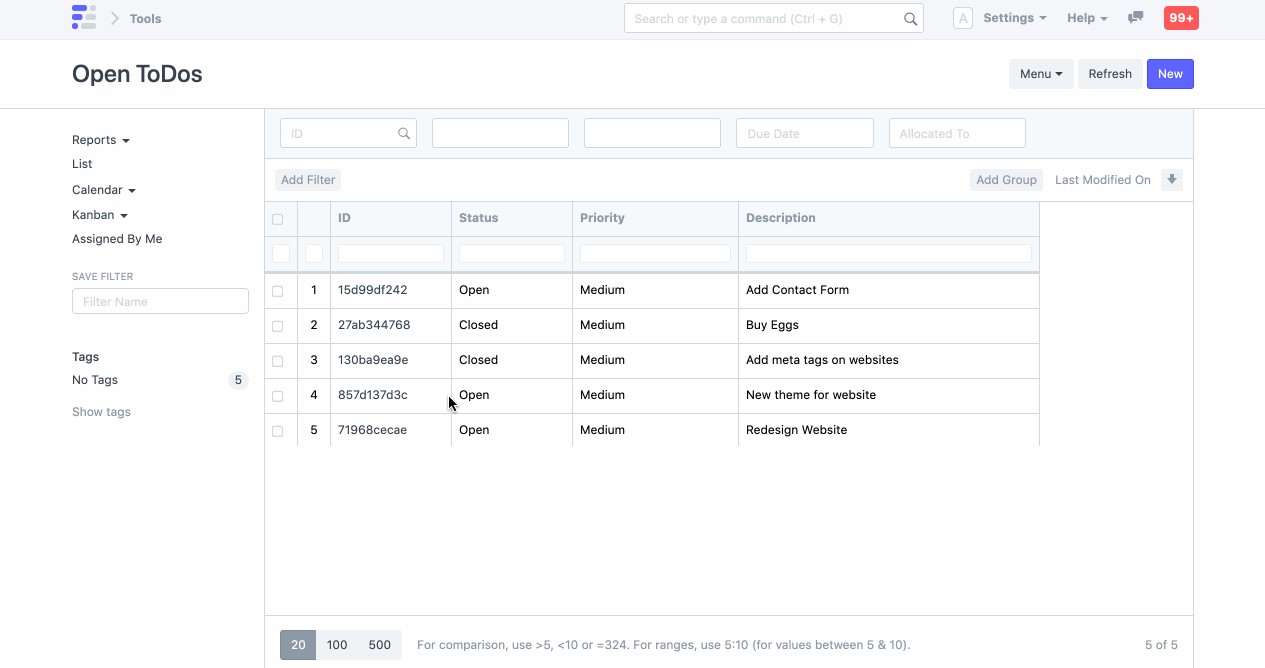 Tools
Search or type a command (Ctrl + G)
A Settings Help 99+
Open ToDos
Menu Refresh New
Reports
List
Calendar
Kanban
Assigned By Me
SAVE FILTER
Filter Name
Tags
No Tags 5
Show tags
ID Due Date Allocated To
Add Filter Add Group Last Modified On
ID Status Priority Description
1 15d99df242 Open Medium Add Contact Form
2 27ab344768 Closed Medium Buy Eggs
3 130ba9ea9e Closed Medium Add meta tags on websites
4 857d137d3c Open Medium New theme for website
5 71968cecae Open Medium Redesign Website
20 100 500 For comparison, use >5, <10 or =324. For ranges, use 5:10 (for values between 5 & 10). 5 of 5